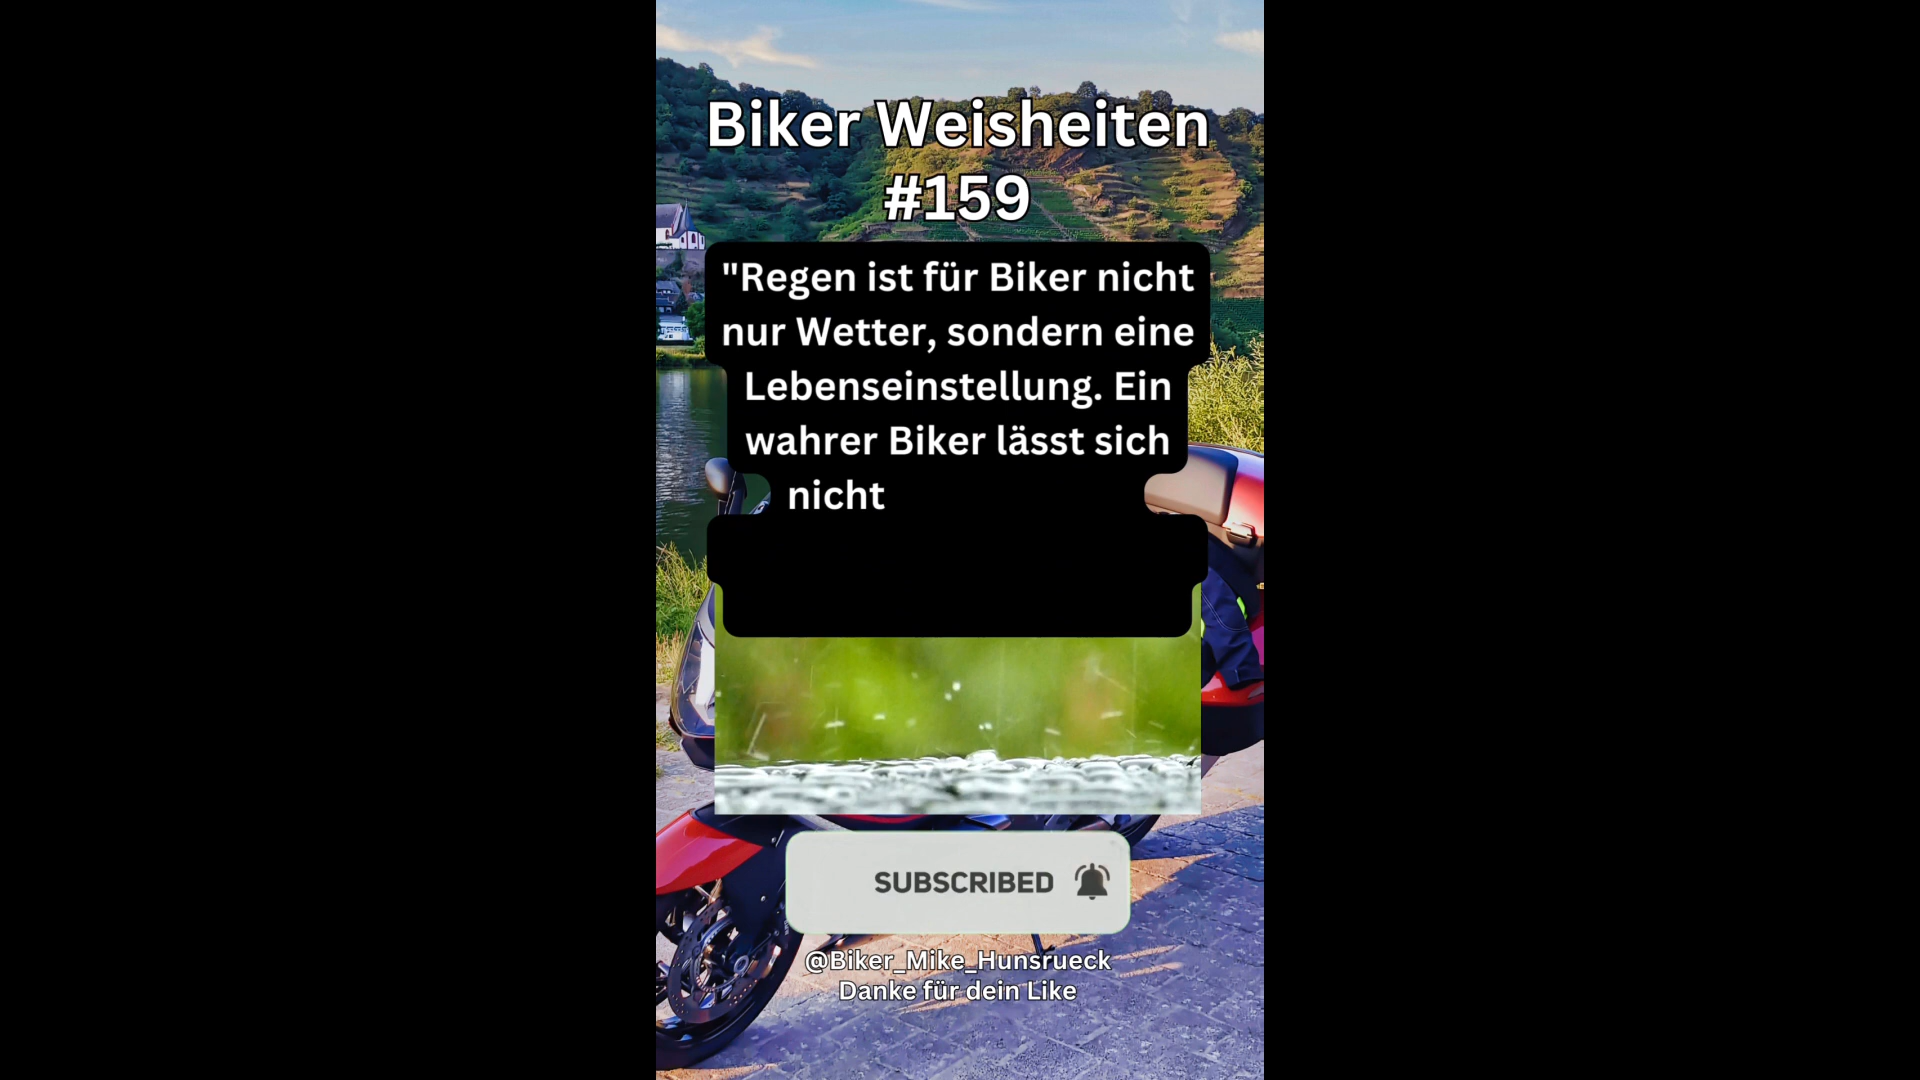 Biker Weisheiten
#159
"Regen ist für Biker nicht
nur Wetter, sondern eine
Lebenseinstellung. Ein
wahrer Biker lässt sich
nicht
SUBSCRIBED
@Biker_Mike_Hunsrueck
Danke für dein Like